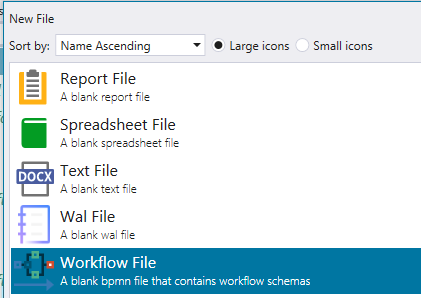 New File
Sort by: Name Ascending Large icons Small icons
Report File
A blank report file
Spreadsheet File
A blank spreadsheet file
DOCX
Text File
A blank text file
Wal File
A blank wal file
Workflow File
A blank bpmn file that contains workflow schemas